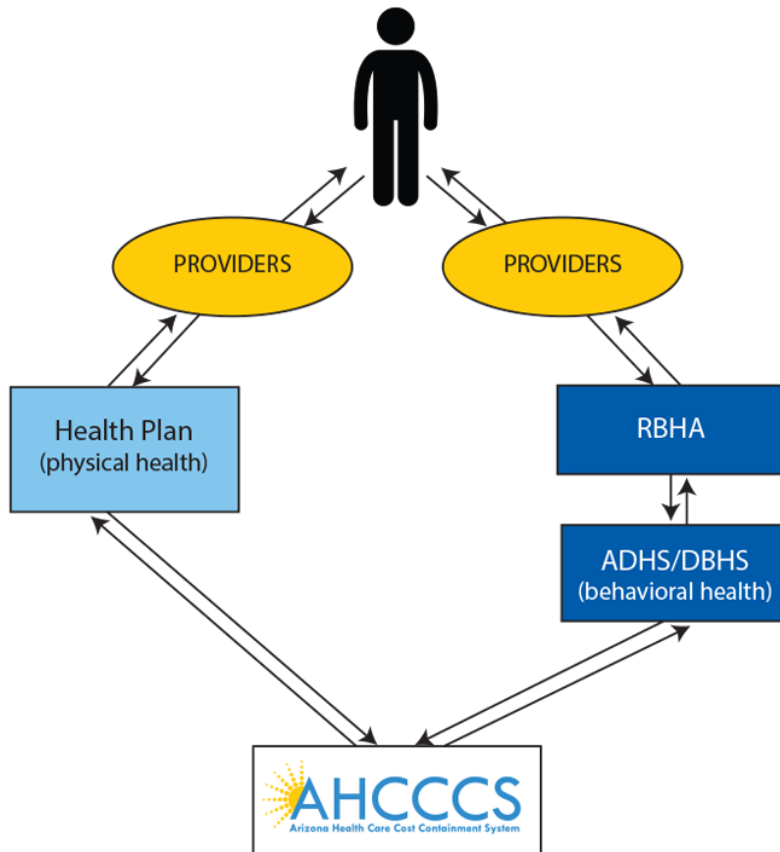 PROVIDERS
PROVIDERS
Health Plan
(physical health)
RBHA
ADHS/DBHS
(behavioral health)
AHCCCS
Arizona Health Care Cost Containment System